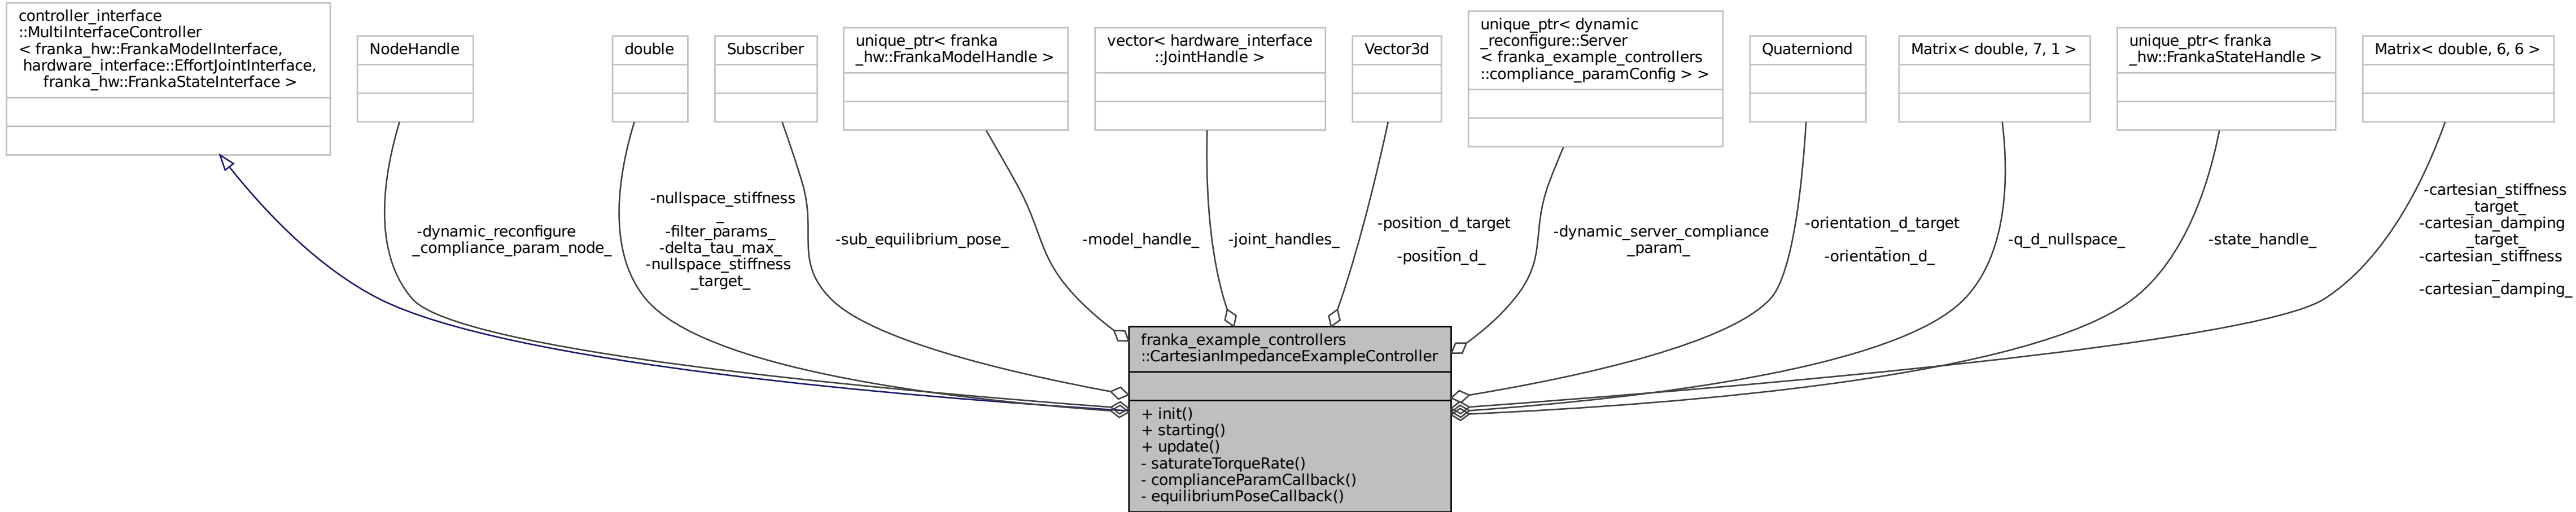 controller_interface
::MultiInterfaceController
< franka_hw::FrankaModelInterface,
hardware_interface::EffortJointInterface,
franka_hw::FrankaStateInterface >
NodeHandle
double
Subscriber
unique_ptr< franka
_hw::FrankaModelHandle >
vector< hardware_interface
::JointHandle >
Vector3d
unique_ptr< dynamic
_reconfigure::Server
< franka_example_controllers
::compliance_paramConfig > >
Quaterniond
Matrix< double, 7, 1 >
unique_ptr< franka
_hw::FrankaStateHandle >
Matrix< double, 6, 6 >
-dynamic_reconfigure
_compliance_param_node_
-nullspace_stiffness
_
-filter_params_
-delta_tau_max_
-nullspace_stiffness
_target_
-sub_equilibrium_pose_
-model_handle_
-joint_handles_
-position_d_target
_
-position_d_
-dynamic_server_compliance
_param_
-orientation_d_target
_
-orientation_d_
-q_d_nullspace_
-state_handle_
-cartesian_stiffness
_target_
-cartesian_damping
_target_
-cartesian_stiffness
_
-cartesian_damping_
franka_example_controllers
::CartesianImpedanceExampleController
+ init()
+ starting()
+ update()
- saturateTorqueRate()
- complianceParamCallback()
- equilibriumPoseCallback()